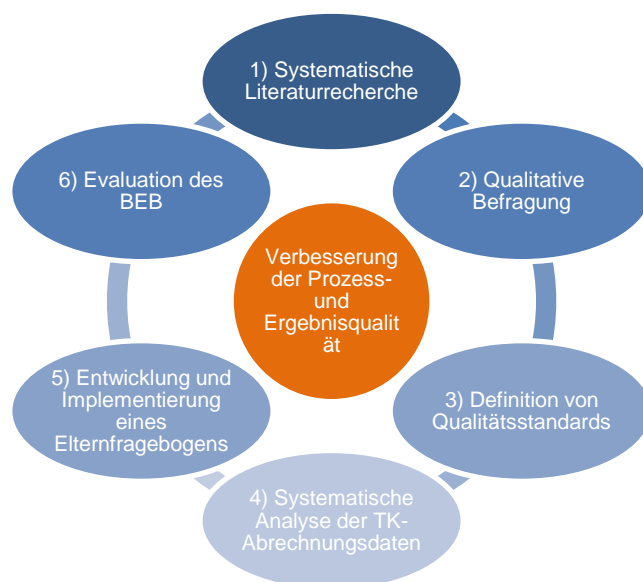 1) Systematische
Literaturrecherche
2) Qualitative
Befragung
3) Definition von
Qualitätsstandards
4) Systematische
Analyse der TK-
Abrechnungsdaten
5) Entwicklung und
Implementierung
eines
Elternfragebogens
6) Evaluation des
BEB
Verbesserung
der Prozess-
und
Ergebnisqualit
ät